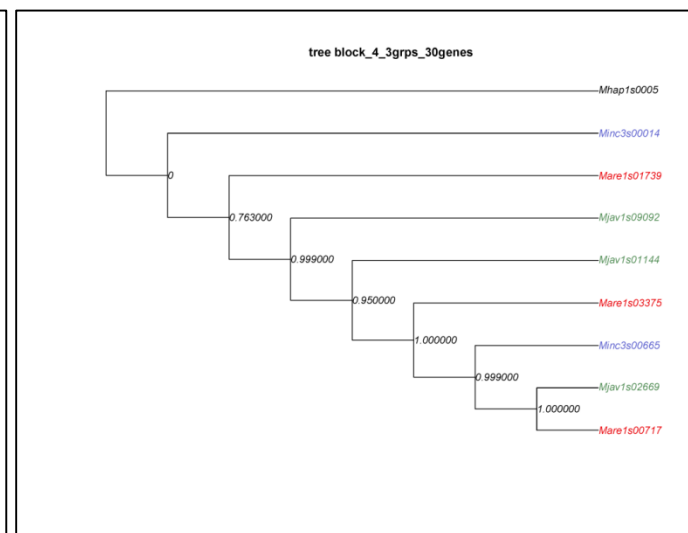 tree block_4_3grps_30genes
Mhap1s0005
Minc3s00014
0
Mare1s01739
0.763000
Mjav1s09092
0.999000
Mjav1s01144
0.950000
Mare1s03375
1.000000
Minc3s00665
0.999000
Mjav1s02669
1.000000
Mare1s00717